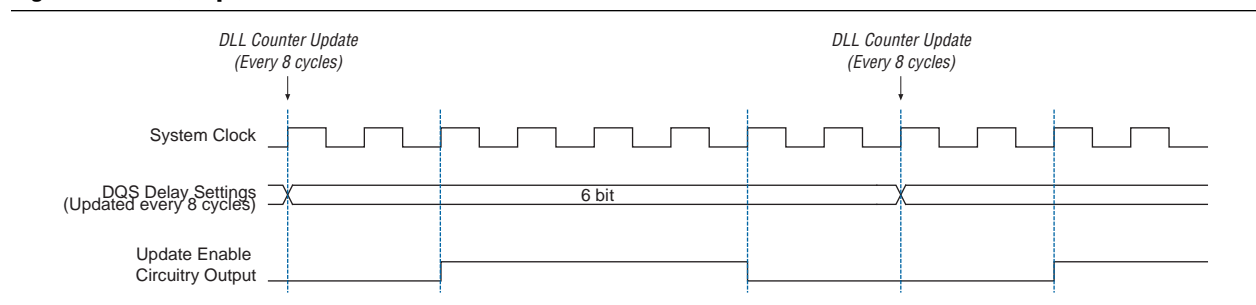 DLL Counter Update
(Every 8 cycles)
DLL Counter Update
(Every 8 cycles)
System Clock
DQS Delay Settings
(Updated every 8 cycles)
6 bit
Update Enable
Circuitry Output